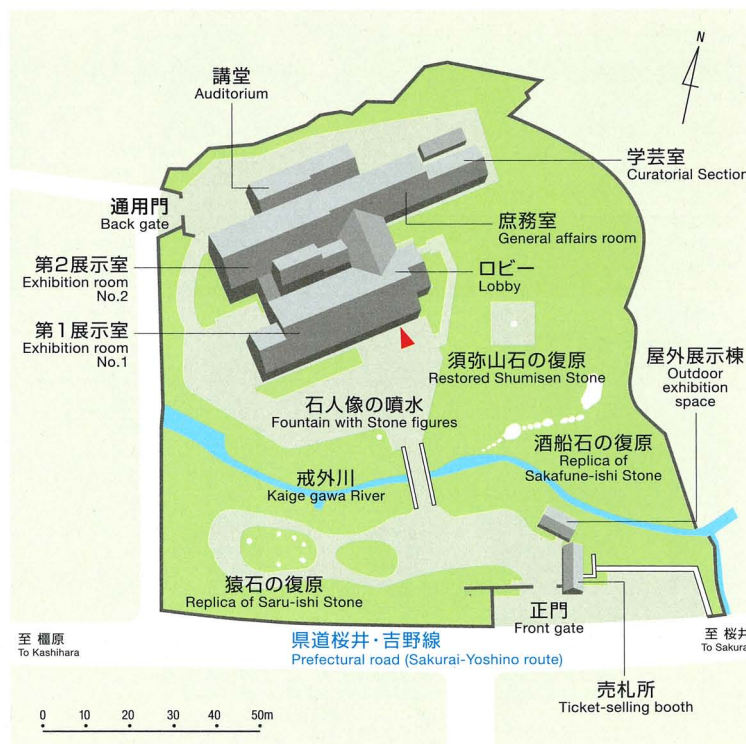 N
講堂
Auditorium
学芸室
Curatorial Section
通用門
Back gate
庶務室
General affairs room
第2展示室
Exhibition room
No.2
ロビー
Lobby
第1展示室
Exhibition room
No.1
須弥山石の復原
Restored Shumisen Stone
屋外展示棟
Outdoor
exhibition
space
石人像の噴水
Fountain with Stone figures
酒船石の復原
Replica of
Sakafune-ishi Stone
戒外川
Kaige gawa River
猿石の復原
Replica of Saru-ishi Stone
正門
Front gate
至 橿原
To Kashihara
県道桜井・吉野線
Prefectural road (Sakurai-Yoshino route)
至 桜井
To Sakura
売札所
Ticket-selling booth
0 10 20 30 40 50m